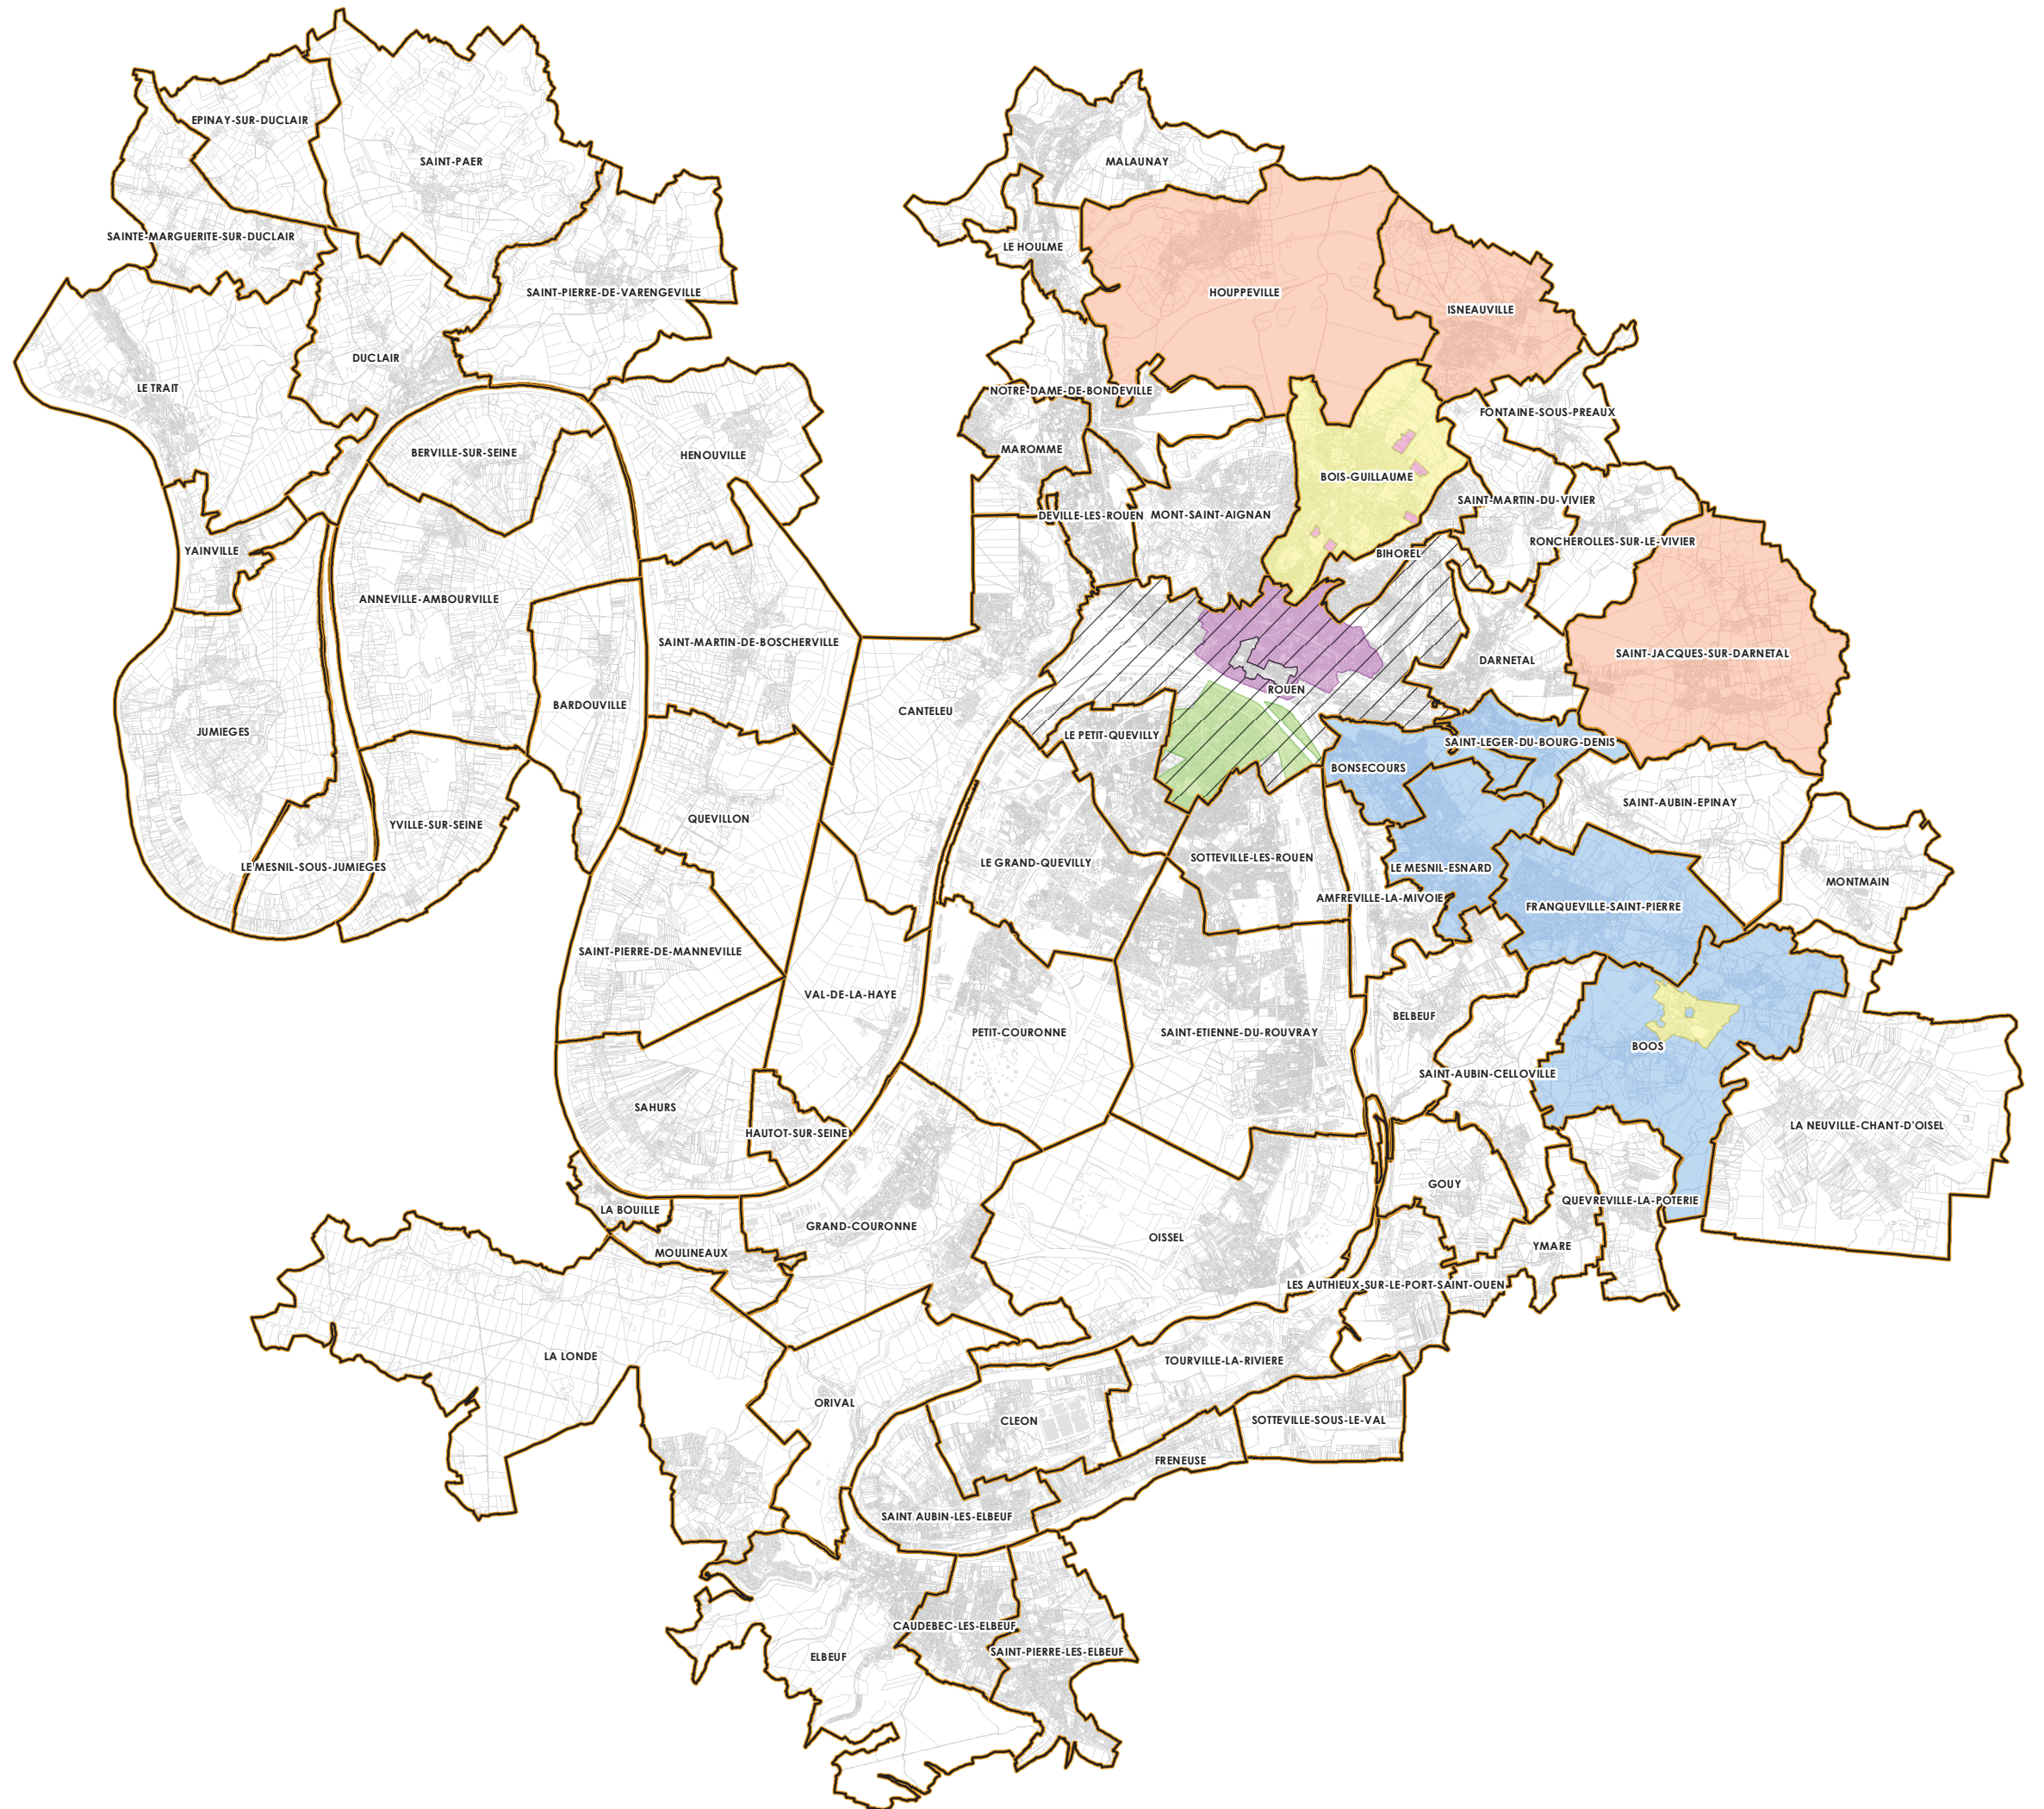 EPINAY-SUR-DUCLAIR
SAINT-PAER
MALAUNAY
SAINTE-MARGUERITE-SUR-DUCLAIR
LE HOULME
SAINT-PIERRE-DE-VARENGEVILLE
HOUPPEVILLE
ISNEAUVILLE
DUCLAIR
LE TRAIT
NOTRE-DAME-DE-BONDEVILLE
FONTAINE-SOUS-PREAUX
BERVILLE-SUR-SEINE
HENOUVILLE
MAROMME
BOIS-GUILLAUME
SAINT-MARTIN-DU-VIVIER
DEVILLE-LES-ROUEN
MONT-SAINT-AIGNAN
YAINVILLE
BIHOREL
RONCHEROLLES-SUR-LE-VIVIER
ANNEVILLE-AMBOURVILLE
SAINT-MARTIN-DE-BOSCHERVILLE
SAINT-JACQUES-SUR-DARNETAL
DARNETAL
ROUEN
BARDOUVILLE
CANTELEU
JUMIEGES
LE PETIT-QUEVILLY
SAINT-LEGER-DU-BOURG-DENIS
BONSECOURS
SAINT-AUBIN-EPINAY
QUEVILLON
YVILLE-SUR-SEINE
LE MESNIL-SOUS-JUMIEGES
LE GRAND-QUEVILLY
SOTTEVILLE-LES-ROUEN
LE MESNIL-ESNARD
MONTMAIN
AMFREVILLE-LA-MIVOIE
FRANQUEVILLE-SAINT-PIERRE
SAINT-PIERRE-DE-MANNEVILLE
VAL-DE-LA-HAYE
BELBEUF
PETIT-COURONNE
SAINT-ETIENNE-DU-ROUVRAY
BOOS
SAINT-AUBIN-CELLOVILLE
SAHURS
HAUTOT-SUR-SEINE
LA NEUVILLE-CHANT-D'OISEL
GOUY
QUEVREVILLE-LA-POTERIE
LA BOUILLE
GRAND-COURONNE
OISSEL
YMARE
MOULINEAUX
LES AUTHIEUX-SUR-LE-PORT-SAINT-OUEN
LA LONDE
TOURVILLE-LA-RIVIERE
ORIVAL
CLEON
SOTTEVILLE-SOUS-LE-VAL
FRENEUSE
SAINT AUBIN-LES-ELBEUF
CAUDEBEC-LES-ELBEUF
SAINT-PIERRE-LES-ELBEUF
ELBEUF